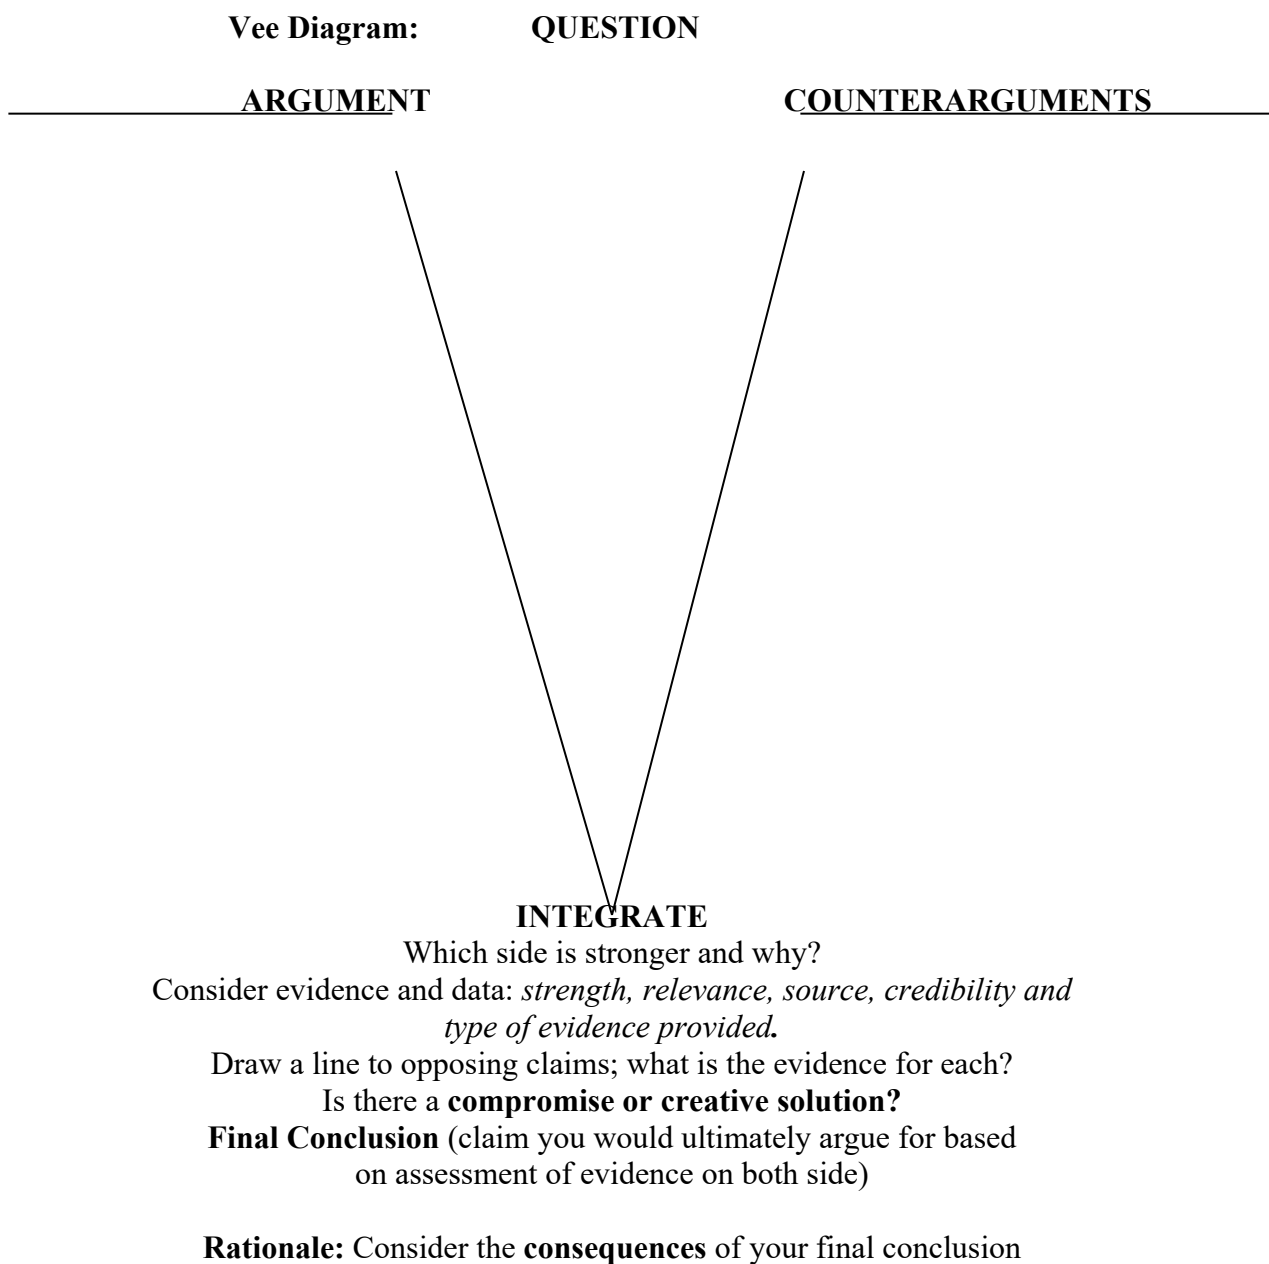 Vee Diagram: QUESTION
ARGUMENT COUNTERARGUMENTS
INTEGRATE
Which side is stronger and why?
Consider evidence and data: strength, relevance, source, credibility and
type of evidence provided.
Draw a line to opposing claims; what is the evidence for each?
Is there a compromise or creative solution?
Final Conclusion (claim you would ultimately argue for based
on assessment of evidence on both side)
Rationale: Consider the consequences of your final conclusion